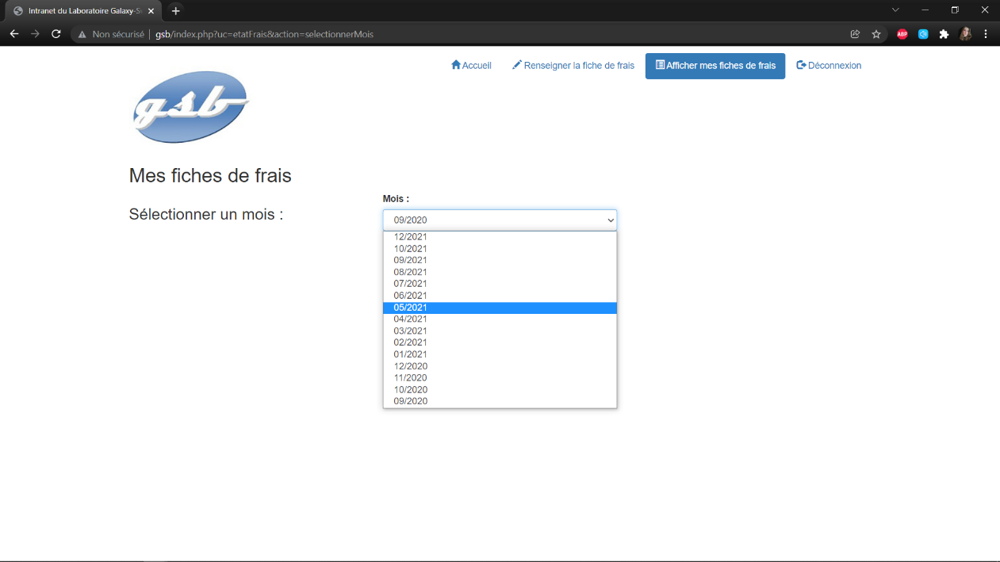 Intranet du Laboratoire Galaxy-S
Non sécurisé | gsb/index.php?uc=etatFrais&action=selectionnerMois
ABP
Accueil
Renseigner la fiche de frais
Afficher mes fiches de frais
Déconnexion
gsb
Mes fiches de frais
Sélectionner un mois :
Mois :
09/2020
12/2021
10/2021
09/2021
08/2021
07/2021
06/2021
05/2021
04/2021
03/2021
02/2021
01/2021
12/2020
11/2020
10/2020
09/2020